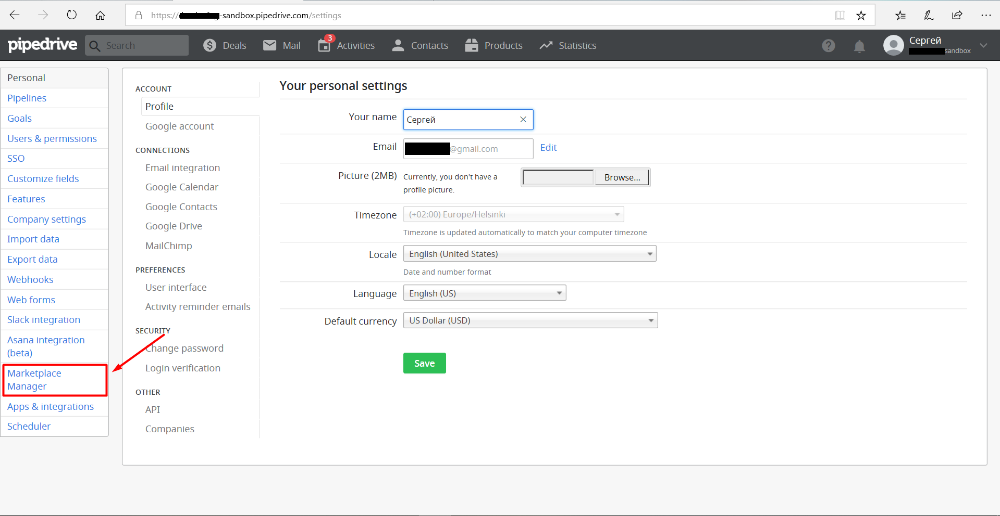 https://
-sandbox.pipedrive.com/settings
pipedrive
Search
Deals
Mail
3
Activities
Contacts
Products
Statistics
?
Сергей
sandbox
Personal
Pipelines
Goals
Users & permissions
SSO
Customize fields
Features
Company settings
Import data
Export data
Webhooks
Web forms
Slack integration
Asana integration
(beta)
Marketplace
Manager
Apps & integrations
Scheduler
ACCOUNT
Profile
Google account
CONNECTIONS
Email integration
Google Calendar
Google Contacts
Google Drive
MailChimp
PREFERENCES
User interface
Activity reminder emails
SECURITY
Change password
Login verification
OTHER
API
Companies
Your personal settings
Your name
Сергей
Email
@gmail.com
Edit
Picture (2MB)
Currently, you don't have a
profile picture.
Browse...
Timezone
(+02:00) Europe/Helsinki
Timezone is updated automatically to match your computer timezone
Locale
English (United States)
Date and number format
Language
English (US)
Default currency
US Dollar (USD)
Save